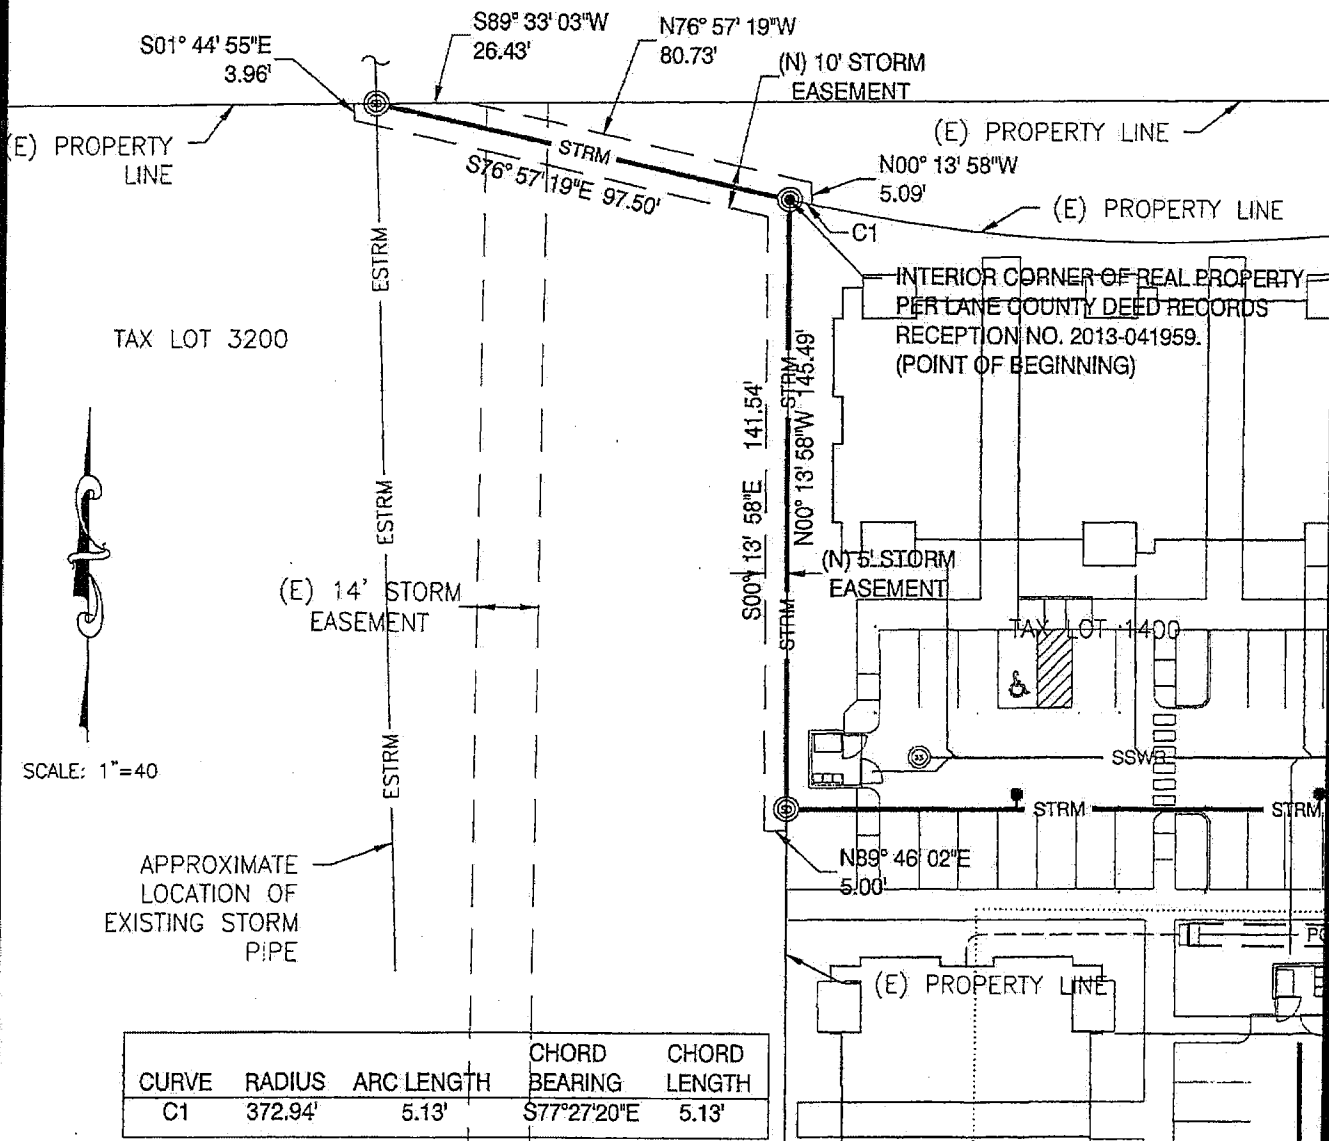 S01° 44' 55"E
3.96'
S89° 33' 03"W
26.43'
N76° 57' 19"W
80.73'
(N) 10' STORM
EASEMENT
(E) PROPERTY
LINE
(E) PROPERTY LINE
STRM
S76° 57' 19"E 97.50'
N00° 13' 58"W
5.09'
(E) PROPERTY LINE
C1
ESTRM
INTERIOR CORNER OF REAL PROPERTY
PER LANE COUNTY DEED RECORDS
RECEPTION NO. 2013-041959.
(POINT OF BEGINNING)
TAX LOT 3200
STRM
N00° 13' 58"W 145.49'
S00° 13' 58"E 141.54'
ESTRM
(N) 5' STORM
EASEMENT
(E) 14' STORM
EASEMENT
STRM
TAX LOT 1400
ESTRM
SCALE: 1"=40
SSWR
STRM
STRM
N89° 46' 02"E
5.00'
APPROXIMATE
LOCATION OF
EXISTING STORM
PIPE
(E) PROPERTY LINE
CURVE RADIUS ARC LENGTH CHORD BEARING CHORD LENGTH
C1 372.94' 5.13' S77°27'20"E 5.13'